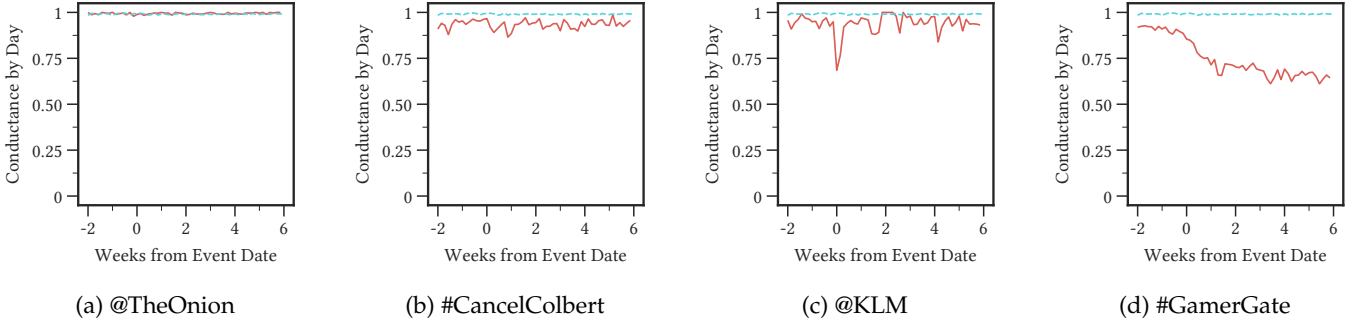 Conductance by Day
1
0.75
0.50
0.25
0
-2 0 2 4 6
Weeks from Event Date
(a) @TheOnion
Conductance by Day
1
0.75
0.50
0.25
0
-2 0 2 4 6
Weeks from Event Date
(b) #CancelColbert
Conductance by Day
1
0.75
0.50
0.25
0
-2 0 2 4 6
Weeks from Event Date
(c) @KLM
Conductance by Day
1
0.75
0.50
0.25
0
-2 0 2 4 6
Weeks from Event Date
(d) #GamerGate